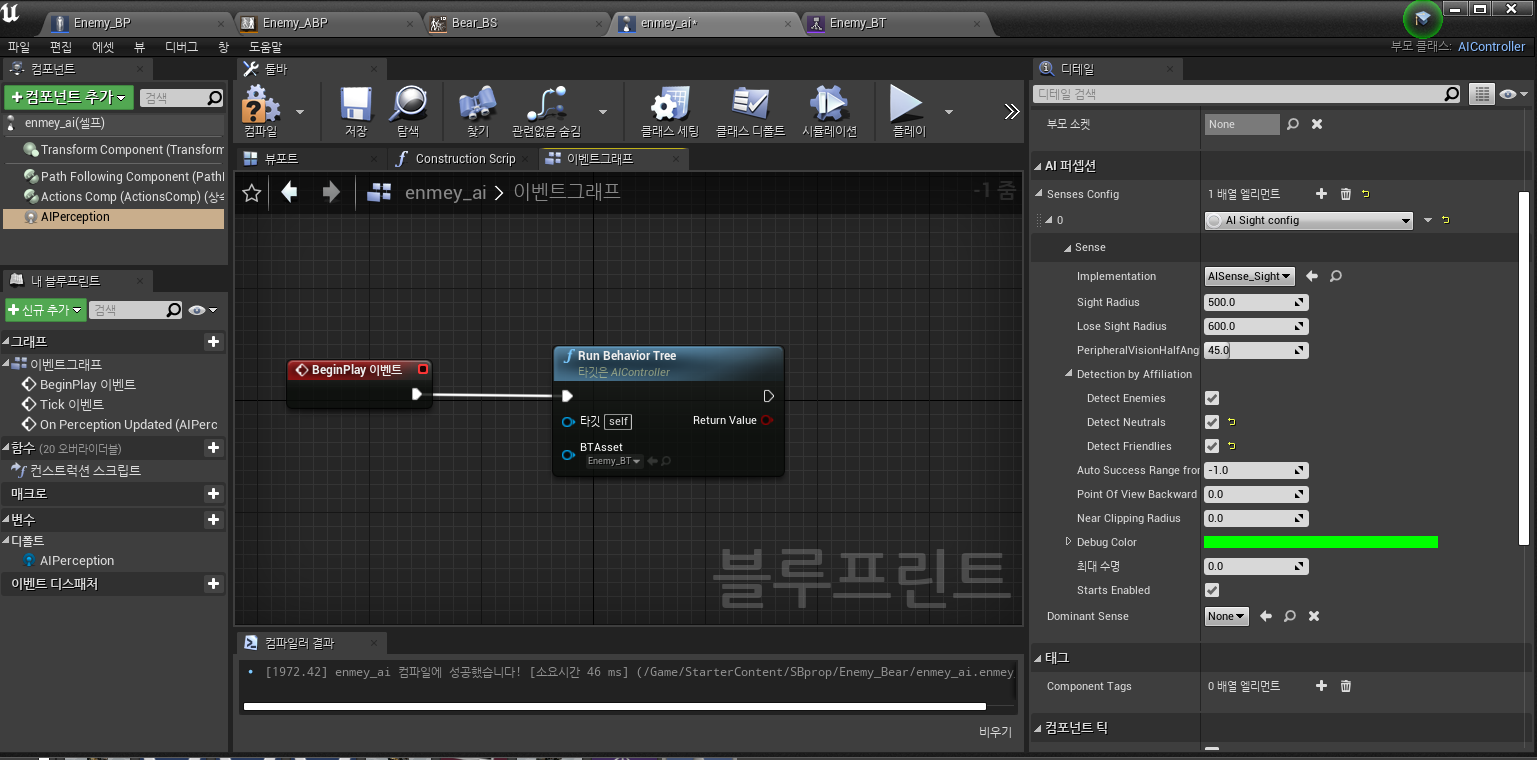 Enemy_BP
Enemy_ABP
Bear_BS
enmey_ai*
Enemy_BT
파일 편집 에셋 뷰 디버그 창 도움말
부모 클래스: AIController
컴포넌트
+컴포넌트 추가
검색
enmey_ai(셀프)
Transform Component (Transform
Path Following Component (PathI
Actions Comp (ActionsComp) (상속
AIPerception
내 블루프린트
+신규 추가
검색
그래프
이벤트그래프
BeginPlay 이벤트
Tick 이벤트
On Perception Updated (AIPerc
함수 (20 오버라이더블)
컨스트럭션 스크립트
매크로
변수
디폴트
AIPerception
이벤트 디스패처
툴바
컴파일
저장
탐색
찾기
관련없음 숨김
클래스 세팅
클래스 디폴트
시뮬레이션
플레이
뷰포트
Construction Scrip
이벤트그래프
enmey_ai > 이벤트그래프
-1 줌
BeginPlay 이벤트
Run Behavior Tree
타깃은 AIController
타깃 self
Return Value
BTAsset
Enemy_BT
블루프린트
컴파일러 결과
[1972.42] enmey_ai 컴파일에 성공했습니다! [소요시간 46 ms] (/Game/StarterContent/SBprop/Enemy_Bear/enmey_ai.enmey_
비우기
디테일
디테일 검색
부모 소켓
None
AI 퍼셉션
Senses Config
1 배열 엘리먼트
0
AI Sight config
Sense
Implementation
AISense_Sight
Sight Radius
500.0
Lose Sight Radius
600.0
PeripheralVisionHalfAng
45.0
Detection by Affiliation
Detect Enemies
Detect Neutrals
Detect Friendlies
Auto Success Range fror
-1.0
Point Of View Backward
0.0
Near Clipping Radius
0.0
Debug Color
최대 수명
0.0
Starts Enabled
Dominant Sense
None
태그
Component Tags
0 배열 엘리먼트
컴포넌트 틱